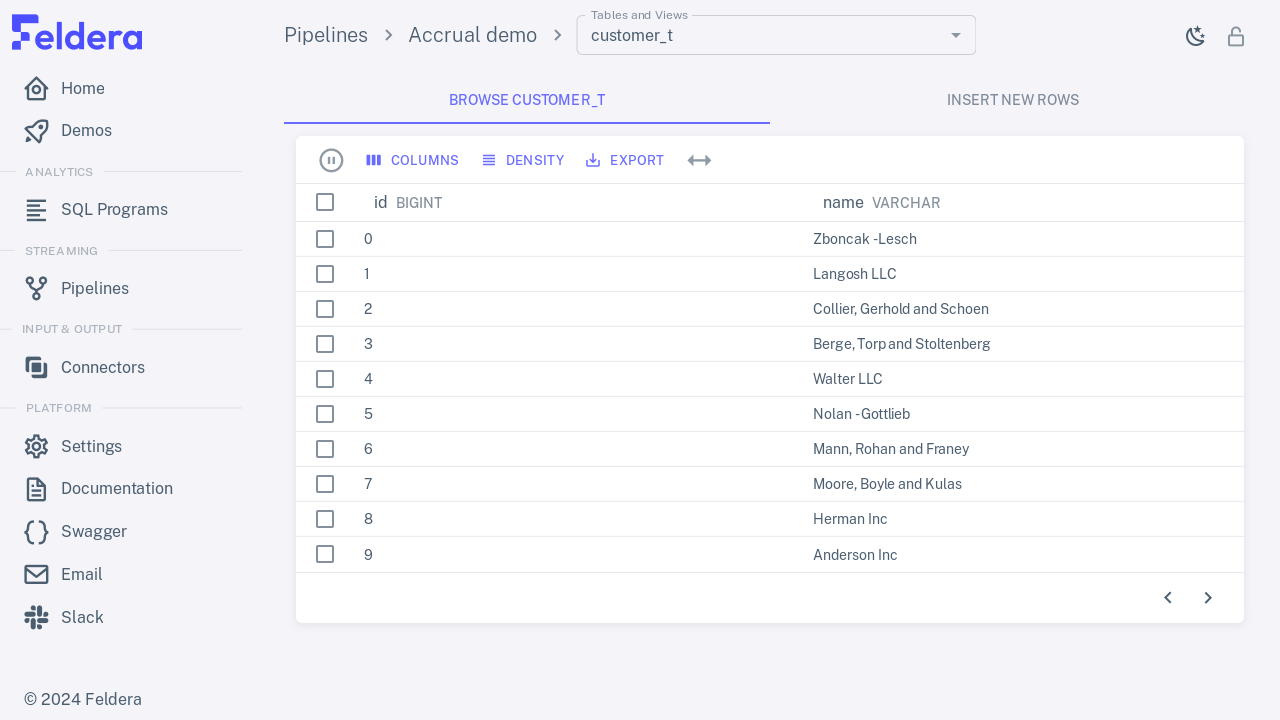 Feldera
Home
Demos
ANALYTICS
SQL Programs
STREAMING
Pipelines
INPUT & OUTPUT
Connectors
PLATFORM
Settings
Documentation
Swagger
Email
Slack
© 2024 Feldera
Pipelines > Accrual demo >
Tables and Views
customer_t
BROWSE CUSTOMER_T INSERT NEW ROWS
COLUMNS DENSITY EXPORT
id BIGINT name VARCHAR
0 Zboncak -Lesch
1 Langosh LLC
2 Collier, Gerhold and Schoen
3 Berge, Torp and Stoltenberg
4 Walter LLC
5 Nolan -Gottlieb
6 Mann, Rohan and Franey
7 Moore, Boyle and Kulas
8 Herman Inc
9 Anderson Inc